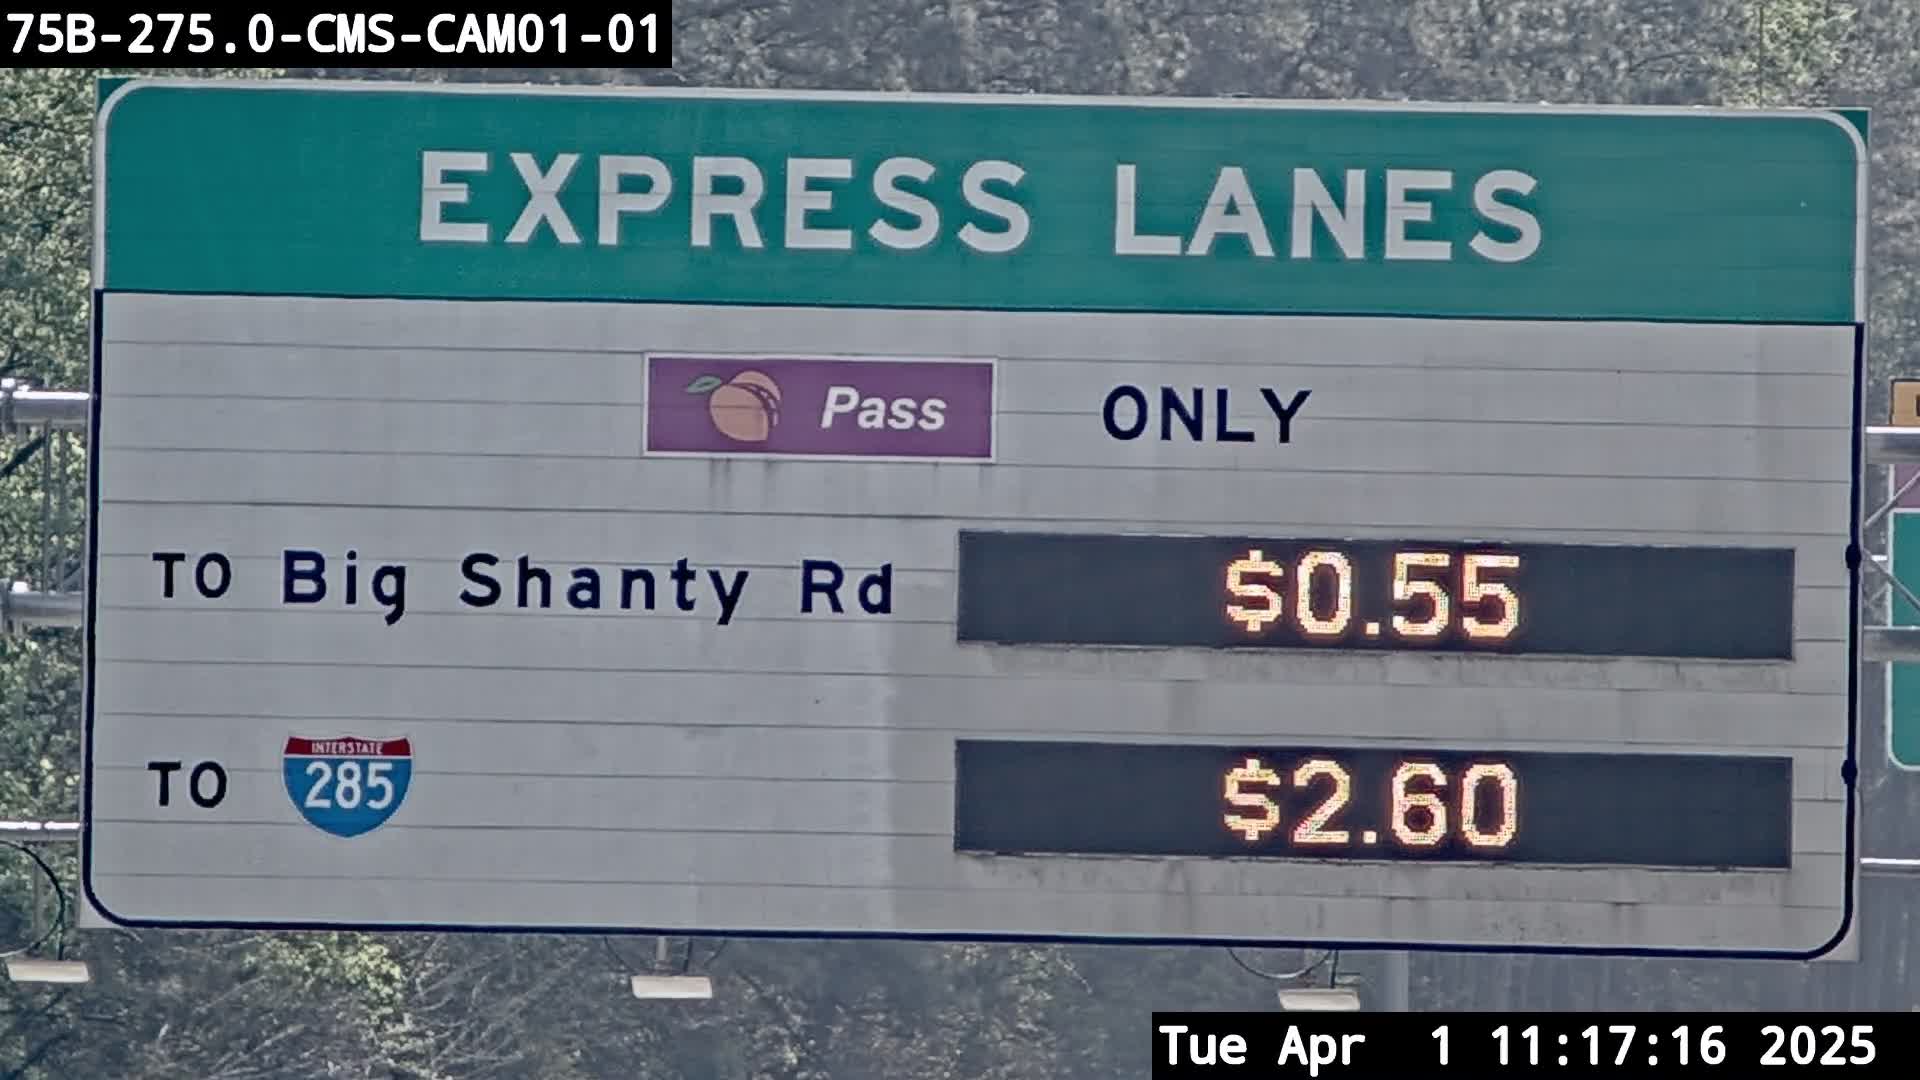 75B-275.0-CMS-CAM01-01
EXPRESS LANES
Pass ONLY
TO Big Shanty Rd $0.55
TO INTERSTATE 285 $2.60
Tue Apr 1 11:17:16 2025